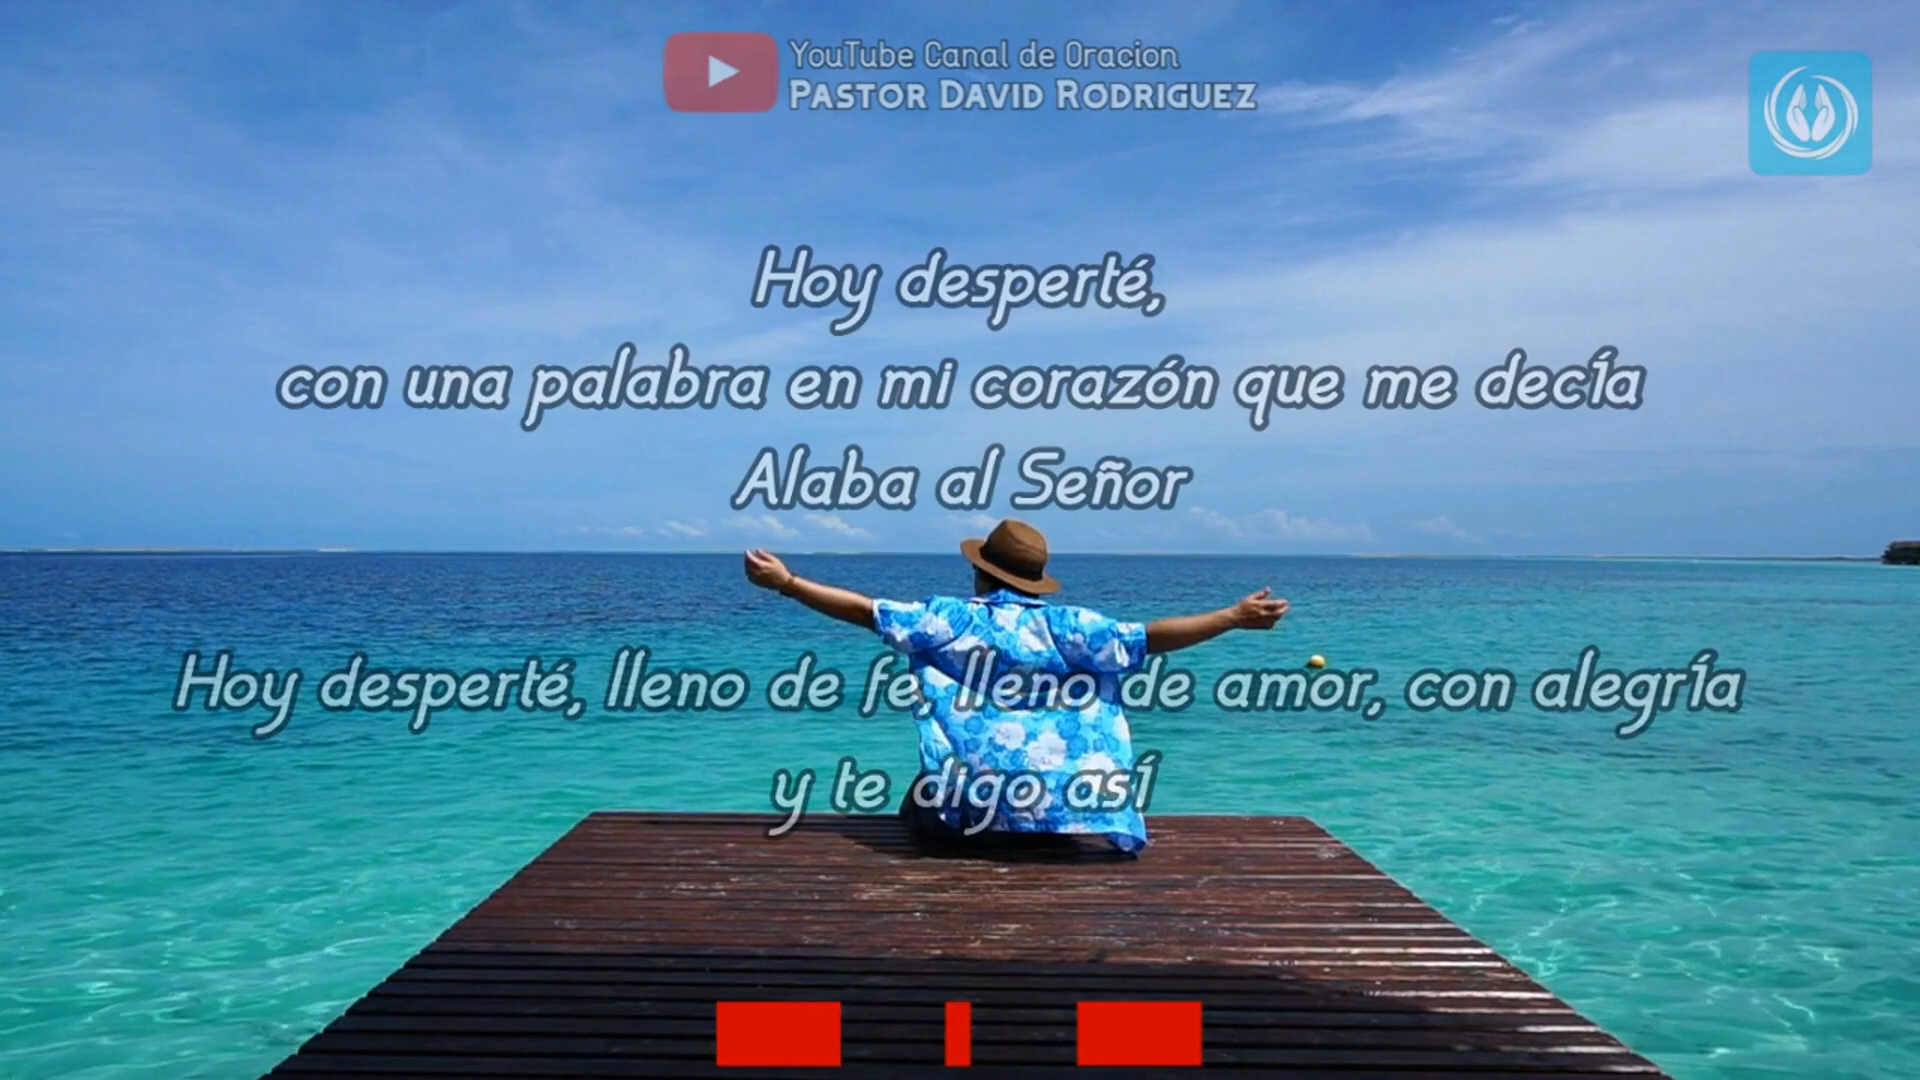 YouTube Canal de Oracion
PASTOR DAVID RODRIGUEZ
Hoy desperté,
con una palabra en mi corazón que me decía
Alaba al Señor
Hoy desperté, lleno de fe, lleno de amor, con alegría
y te digo así